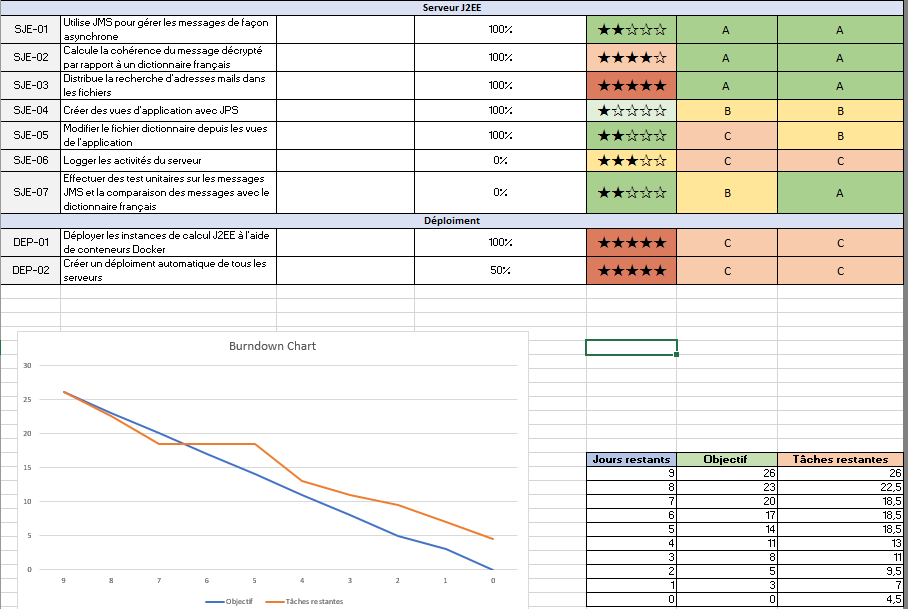 Serveur J2EE
SJE-01 Utilise JMS pour gérer les messages de façon asynchrone 100% ★★☆☆☆ A A
SJE-02 Calcule la cohérence du message décrypté par rapport à un dictionnaire français 100% ★★★★☆ A A
SJE-03 Distribue la recherche d'adresses mails dans les fichiers 100% ★★★★★ A A
SJE-04 Créer des vues d'application avec JPS 100% ★☆☆☆☆ B B
SJE-05 Modifier le fichier dictionnaire depuis les vues de l'application 100% ★★☆☆☆ C B
SJE-06 Logger les activités du serveur 0% ★★★☆☆ C C
SJE-07 Effectuer des test unitaires sur les messages JMS et la comparaison des messages avec le dictionnaire français 0% ★★☆☆☆ B A
Déploiment
DEP-01 Déployer les instances de calcul J2EE à l'aide de conteneurs Docker 100% ★★★★★ C C
DEP-02 Créer un déploiment automatique de tous les serveurs 50% ★★★★★ C C
Burndown Chart
30
25
20
15
10
5
0
9 8 7 6 5 4 3 2 1 0
Objectif Tâches restantes
Jours restants Objectif Tâches restantes
9 26 26
8 23 22,5
7 20 18,5
6 17 18,5
5 14 18,5
4 11 13
3 8 11
2 5 9,5
1 3 7
0 0 4,5